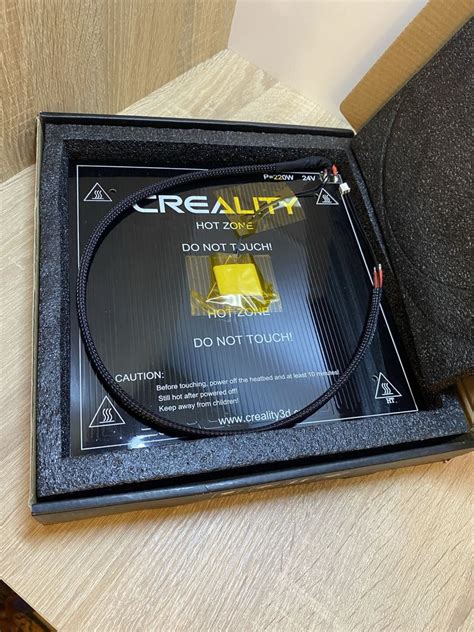 P=220W 24V
CREALITY
HOT ZONE
DO NOT TOUCH!
HOT ZONE
DO NOT TOUCH!
CAUTION:
Before touching, power off the heatbed and at least 10 minutes!
Still hot after powered off!
Keep away from children!
www.creality3d